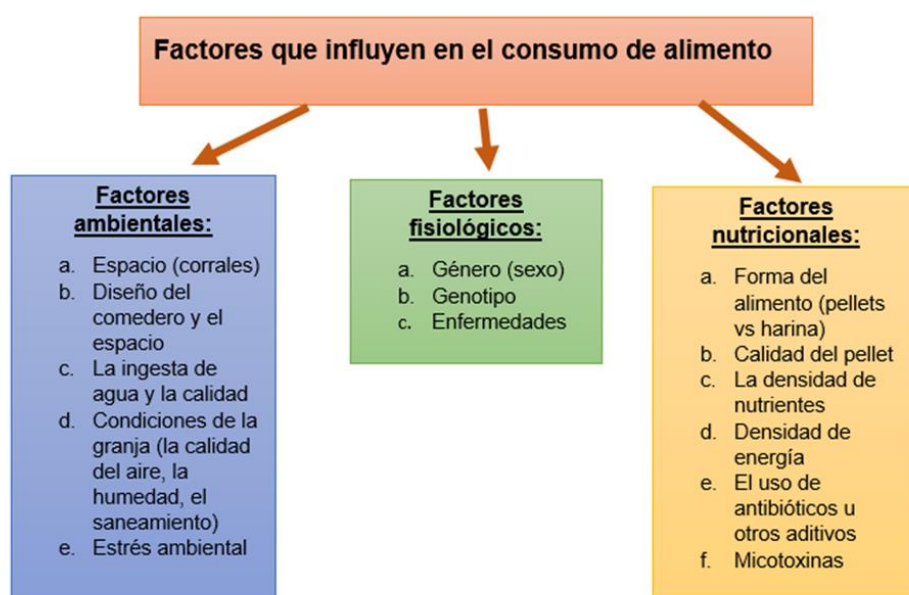 Factores que influyen en el consumo de alimento
Factores
ambientales:
a. Espacio (corrales)
b. Diseño del
comedero y el
espacio
c. La ingesta de
agua y la calidad
d. Condiciones de la
granja (la calidad
del aire, la
humedad, el
saneamiento)
e. Estrés ambiental
Factores
fisiológicos:
a. Género (sexo)
b. Genotipo
c. Enfermedades
Factores
nutricionales:
a. Forma del
alimento (pellets
vs harina)
b. Calidad del pellet
c. La densidad de
nutrientes
d. Densidad de
energía
e. El uso de
antibióticos u
otros aditivos
f. Micotoxinas